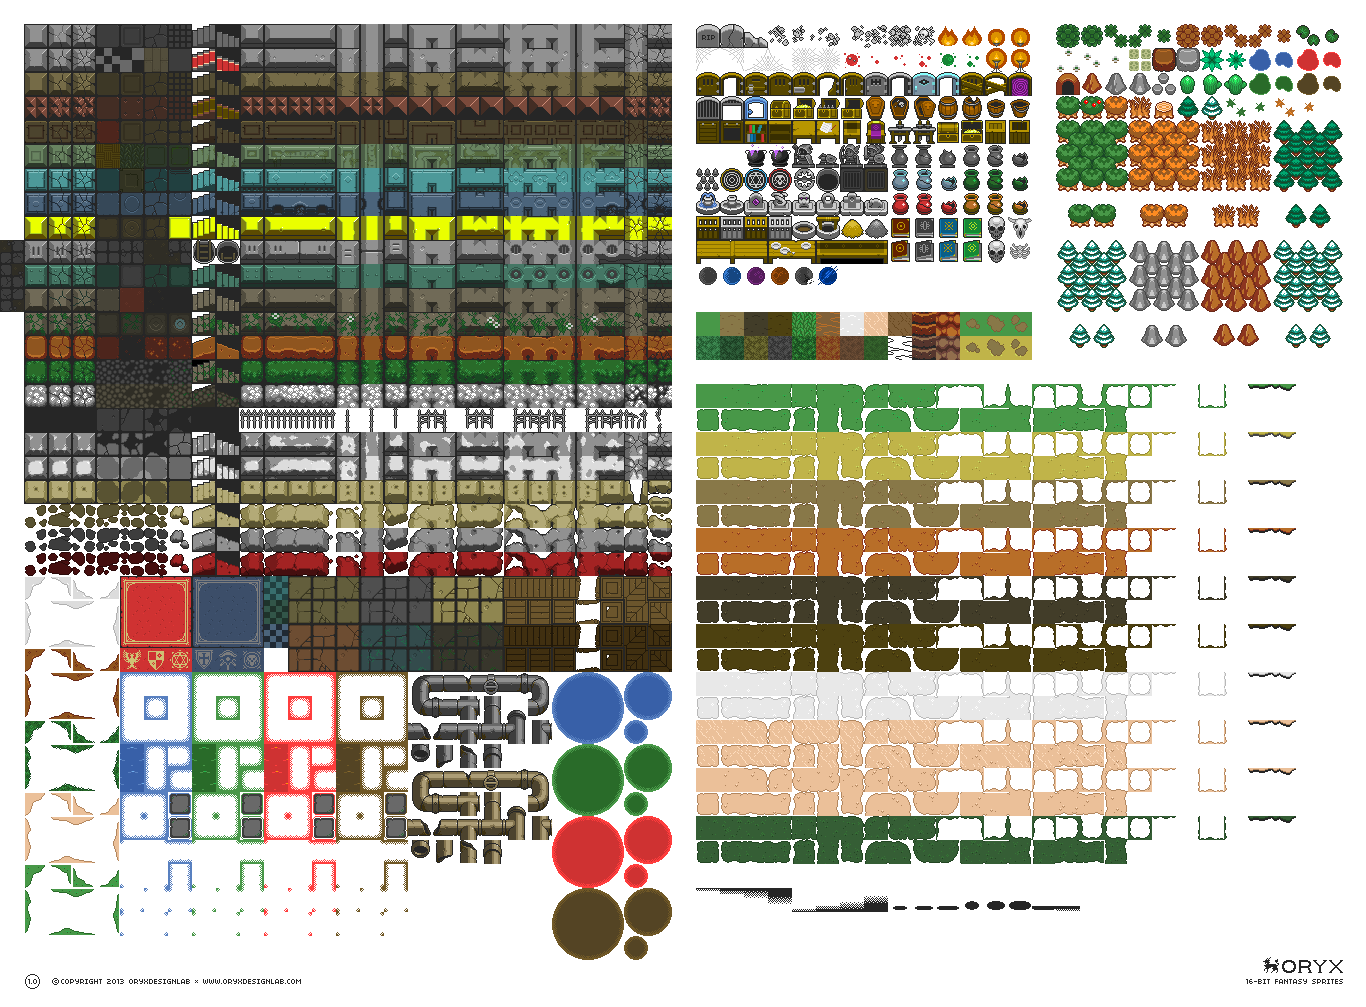 RIP
1.0 ©COPYRIGHT 2013 ORYXDESIGNLAB × WWW.ORYXDESIGNLAB.COM
ORYX
16-BIT FANTASY SPRITES